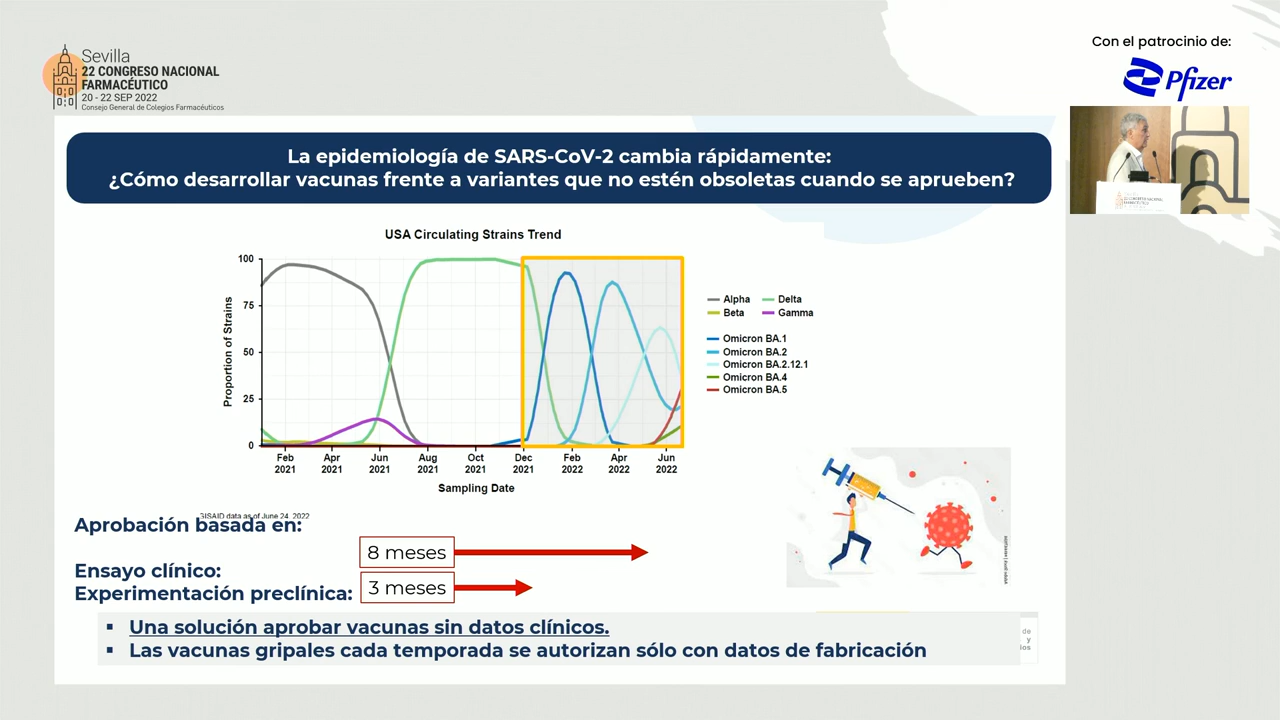 Sevilla
22 CONGRESO NACIONAL
FARMACÉUTICO
20 - 22 SEP 2022
Consejo General de Colegios Farmacéuticos
Con el patrocinio de:
Pfizer
La epidemiología de SARS-CoV-2 cambia rápidamente:
¿Cómo desarrollar vacunas frente a variantes que no estén obsoletas cuando se aprueben?
USA Circulating Strains Trend
Proportion of Strains
100
75
50
25
0
Feb 2021
Apr 2021
Jun 2021
Aug 2021
Oct 2021
Dec 2021
Feb 2022
Apr 2022
Jun 2022
Sampling Date
Alpha
Delta
Beta
Gamma
Omicron BA.1
Omicron BA.2
Omicron BA.2.12.1
Omicron BA.4
Omicron BA.5
GISAID data as of June 24, 2022
Aprobación basada en:
8 meses
Ensayo clínico:
Experimentación preclínica:
3 meses
▪ Una solución aprobar vacunas sin datos clínicos.
▪ Las vacunas gripales cada temporada se autorizan sólo con datos de fabricación
de
y
ios